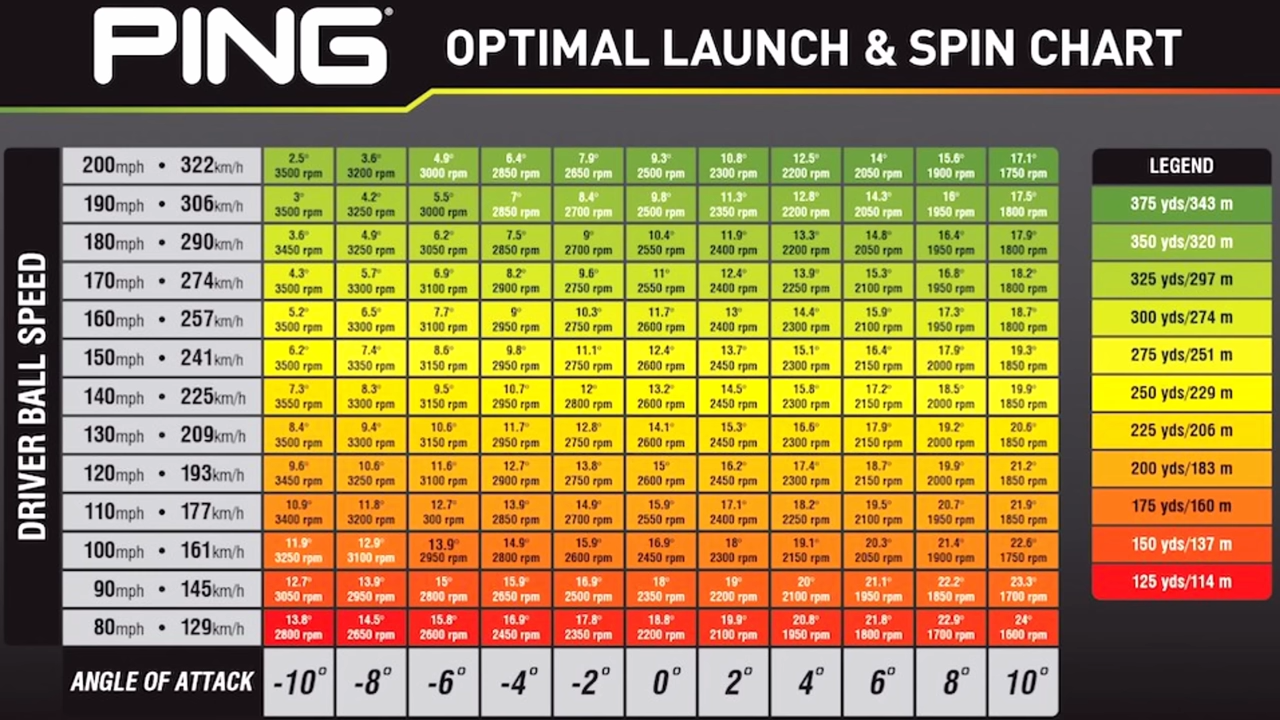 PING®
OPTIMAL LAUNCH & SPIN CHART
DRIVER BALL SPEED
200mph • 322km/h 2.5° 3.6° 4.9° 6.4° 7.9° 9.3° 10.8° 12.5° 14° 15.6° 17.1°
3500 rpm 3200 rpm 3000 rpm 2850 rpm 2650 rpm 2500 rpm 2300 rpm 2200 rpm 2050 rpm 1900 rpm 1750 rpm
190mph • 306km/h 3° 4.2° 5.5° 7° 8.4° 9.8° 11.3° 12.8° 14.3° 16° 17.5°
3500 rpm 3250 rpm 3000 rpm 2850 rpm 2700 rpm 2500 rpm 2350 rpm 2200 rpm 2050 rpm 1950 rpm 1800 rpm
180mph • 290km/h 3.6° 4.9° 6.2° 7.5° 9° 10.4° 11.9° 13.3° 14.8° 16.4° 17.9°
3450 rpm 3250 rpm 3050 rpm 2850 rpm 2700 rpm 2550 rpm 2400 rpm 2200 rpm 2050 rpm 1950 rpm 1800 rpm
170mph • 274km/h 4.3° 5.7° 6.9° 8.2° 9.6° 11° 12.4° 13.9° 15.3° 16.8° 18.2°
3500 rpm 3300 rpm 3100 rpm 2900 rpm 2750 rpm 2550 rpm 2400 rpm 2250 rpm 2100 rpm 1950 rpm 1800 rpm
160mph • 257km/h 5.2° 6.5° 7.7° 9° 10.3° 11.7° 13° 14.4° 15.9° 17.3° 18.7°
3500 rpm 3300 rpm 3100 rpm 2950 rpm 2750 rpm 2600 rpm 2400 rpm 2300 rpm 2100 rpm 1950 rpm 1800 rpm
150mph • 241km/h 6.2° 7.4° 8.6° 9.8° 11.1° 12.4° 13.7° 15.1° 16.4° 17.9° 19.3°
3500 rpm 3350 rpm 3150 rpm 2950 rpm 2750 rpm 2600 rpm 2450 rpm 2300 rpm 2150 rpm 2000 rpm 1850 rpm
140mph • 225km/h 7.3° 8.3° 9.5° 10.7° 12° 13.2° 14.5° 15.8° 17.2° 18.5° 19.9°
3550 rpm 3300 rpm 3150 rpm 2950 rpm 2800 rpm 2600 rpm 2450 rpm 2300 rpm 2150 rpm 2000 rpm 1850 rpm
130mph • 209km/h 8.4° 9.4° 10.6° 11.7° 12.8° 14.1° 15.3° 16.6° 17.9° 19.2° 20.6°
3500 rpm 3300 rpm 3150 rpm 2950 rpm 2750 rpm 2600 rpm 2450 rpm 2300 rpm 2150 rpm 2000 rpm 1850 rpm
120mph • 193km/h 9.6° 10.6° 11.6° 12.7° 13.8° 15° 16.2° 17.4° 18.7° 19.9° 21.2°
3450 rpm 3250 rpm 3100 rpm 2900 rpm 2750 rpm 2600 rpm 2450 rpm 2300 rpm 2150 rpm 2000 rpm 1850 rpm
110mph • 177km/h 10.9° 11.8° 12.7° 13.9° 14.9° 15.9° 17.1° 18.2° 19.5° 20.7° 21.9°
3400 rpm 3200 rpm 300 rpm 2850 rpm 2700 rpm 2550 rpm 2400 rpm 2250 rpm 2100 rpm 1950 rpm 1850 rpm
100mph • 161km/h 11.9° 12.9° 13.9° 14.9° 15.9° 16.9° 18° 19.1° 20.3° 21.4° 22.6°
3250 rpm 3100 rpm 2950 rpm 2800 rpm 2600 rpm 2450 rpm 2300 rpm 2150 rpm 2050 rpm 1900 rpm 1750 rpm
90mph • 145km/h 12.7° 13.9° 15° 15.9° 16.9° 18° 19° 20° 21.1° 22.2° 23.3°
3050 rpm 2950 rpm 2800 rpm 2650 rpm 2500 rpm 2350 rpm 2200 rpm 2100 rpm 1950 rpm 1850 rpm 1700 rpm
80mph • 129km/h 13.8° 14.5° 15.8° 16.9° 17.8° 18.8° 19.9° 20.8° 21.8° 22.9° 24°
2800 rpm 2650 rpm 2600 rpm 2450 rpm 2350 rpm 2200 rpm 2100 rpm 1950 rpm 1800 rpm 1700 rpm 1600 rpm
ANGLE OF ATTACK -10° -8° -6° -4° -2° 0° 2° 4° 6° 8° 10°
LEGEND
375 yds/343 m
350 yds/320 m
325 yds/297 m
300 yds/274 m
275 yds/251 m
250 yds/229 m
225 yds/206 m
200 yds/183 m
175 yds/160 m
150 yds/137 m
125 yds/114 m